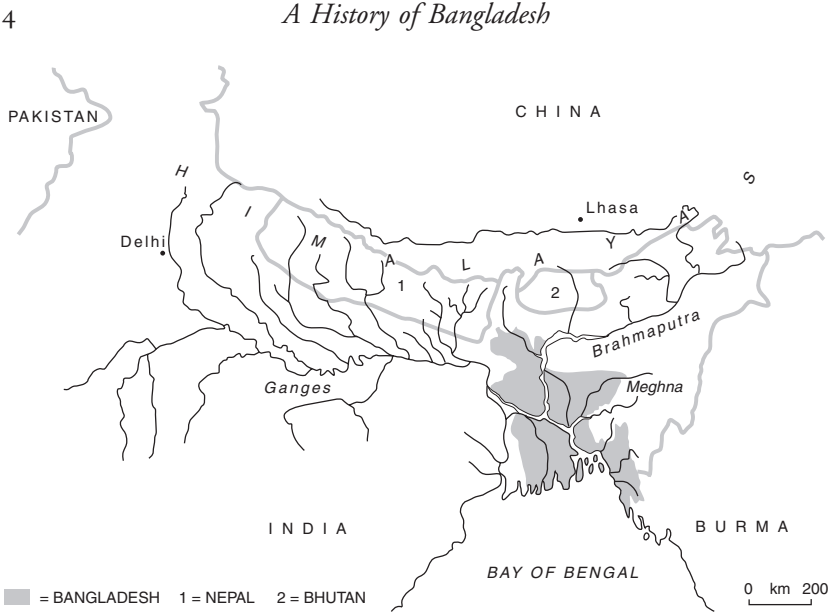 4
A History of Bangladesh
PAKISTAN
CHINA
H I M A L A Y A S
Lhasa
Delhi
1
2
Brahmaputra
Ganges
Meghna
INDIA
BURMA
BAY OF BENGAL
= BANGLADESH 1 = NEPAL 2 = BHUTAN
0 km 200